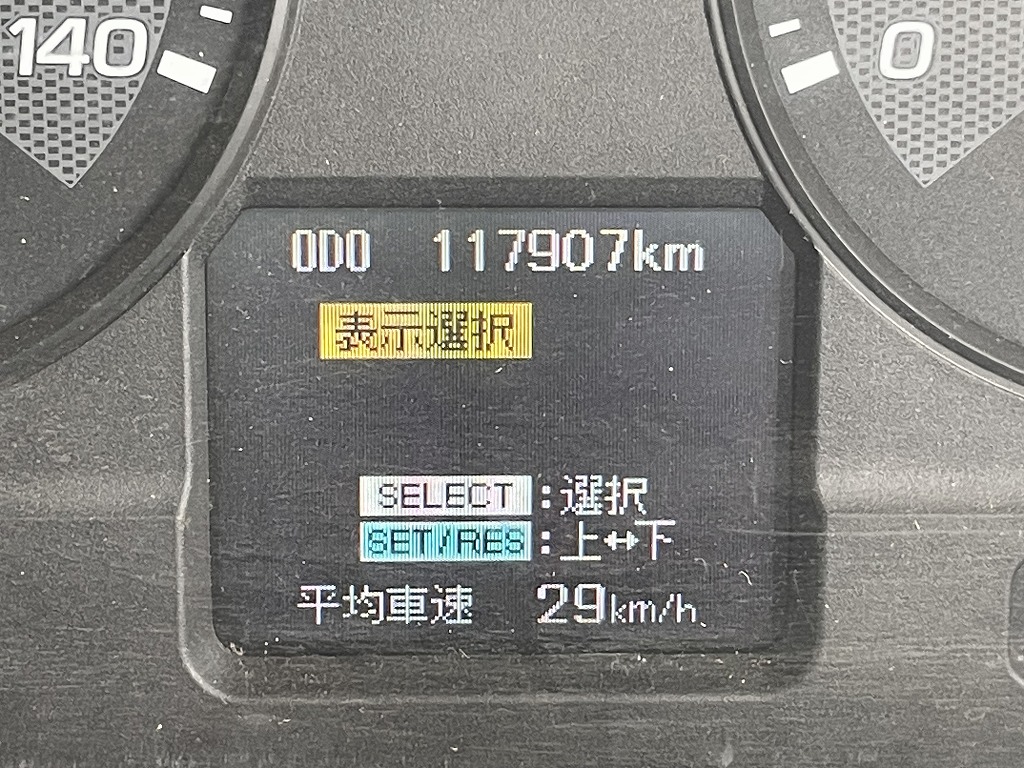 140
0
ODO 117907km
表示選択
SELECT:選択
SET/RES:上↔下
平均車速 29km/h